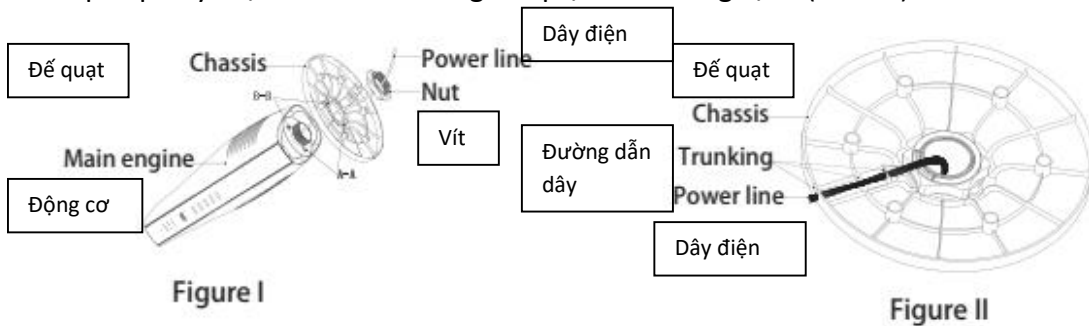 Dây điện
Đế quạt
Chassis
Power line
Nut
B-B
Vít
Main engine
A-A
Động cơ
Figure I
Đế quạt
Chassis
Đường dẫn
dây
Trunking
Power line
Dây điện
Figure II